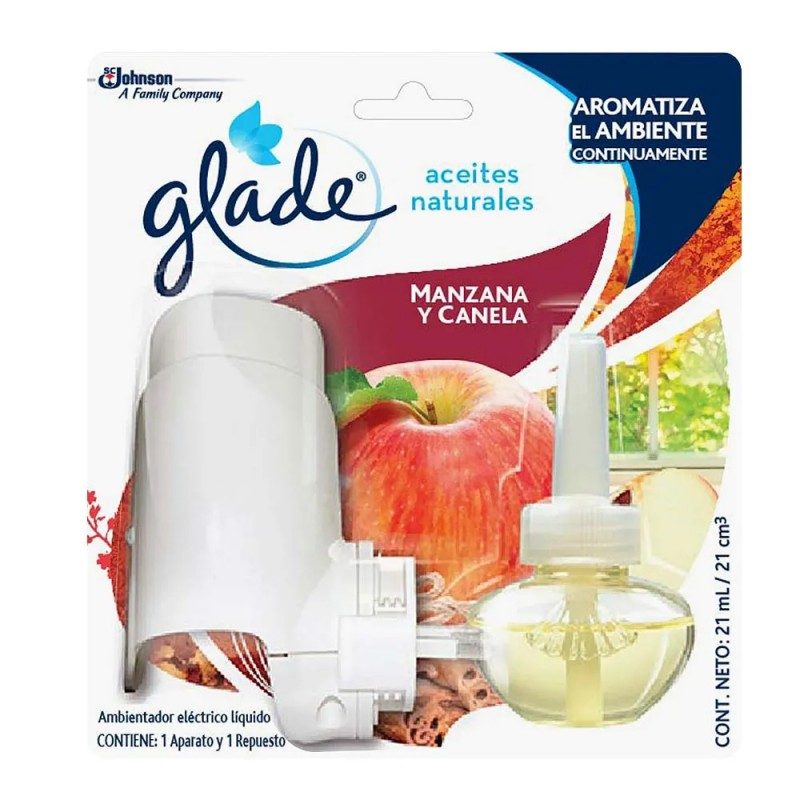 SC Johnson
A Family Company
glade®
aceites
naturales
AROMATIZA
EL AMBIENTE
CONTINUAMENTE
MANZANA
Y CANELA
CONT. NETO: 21 mL / 21 cm³
Ambientador eléctrico líquido
CONTIENE: 1 Aparato y 1 Repuesto